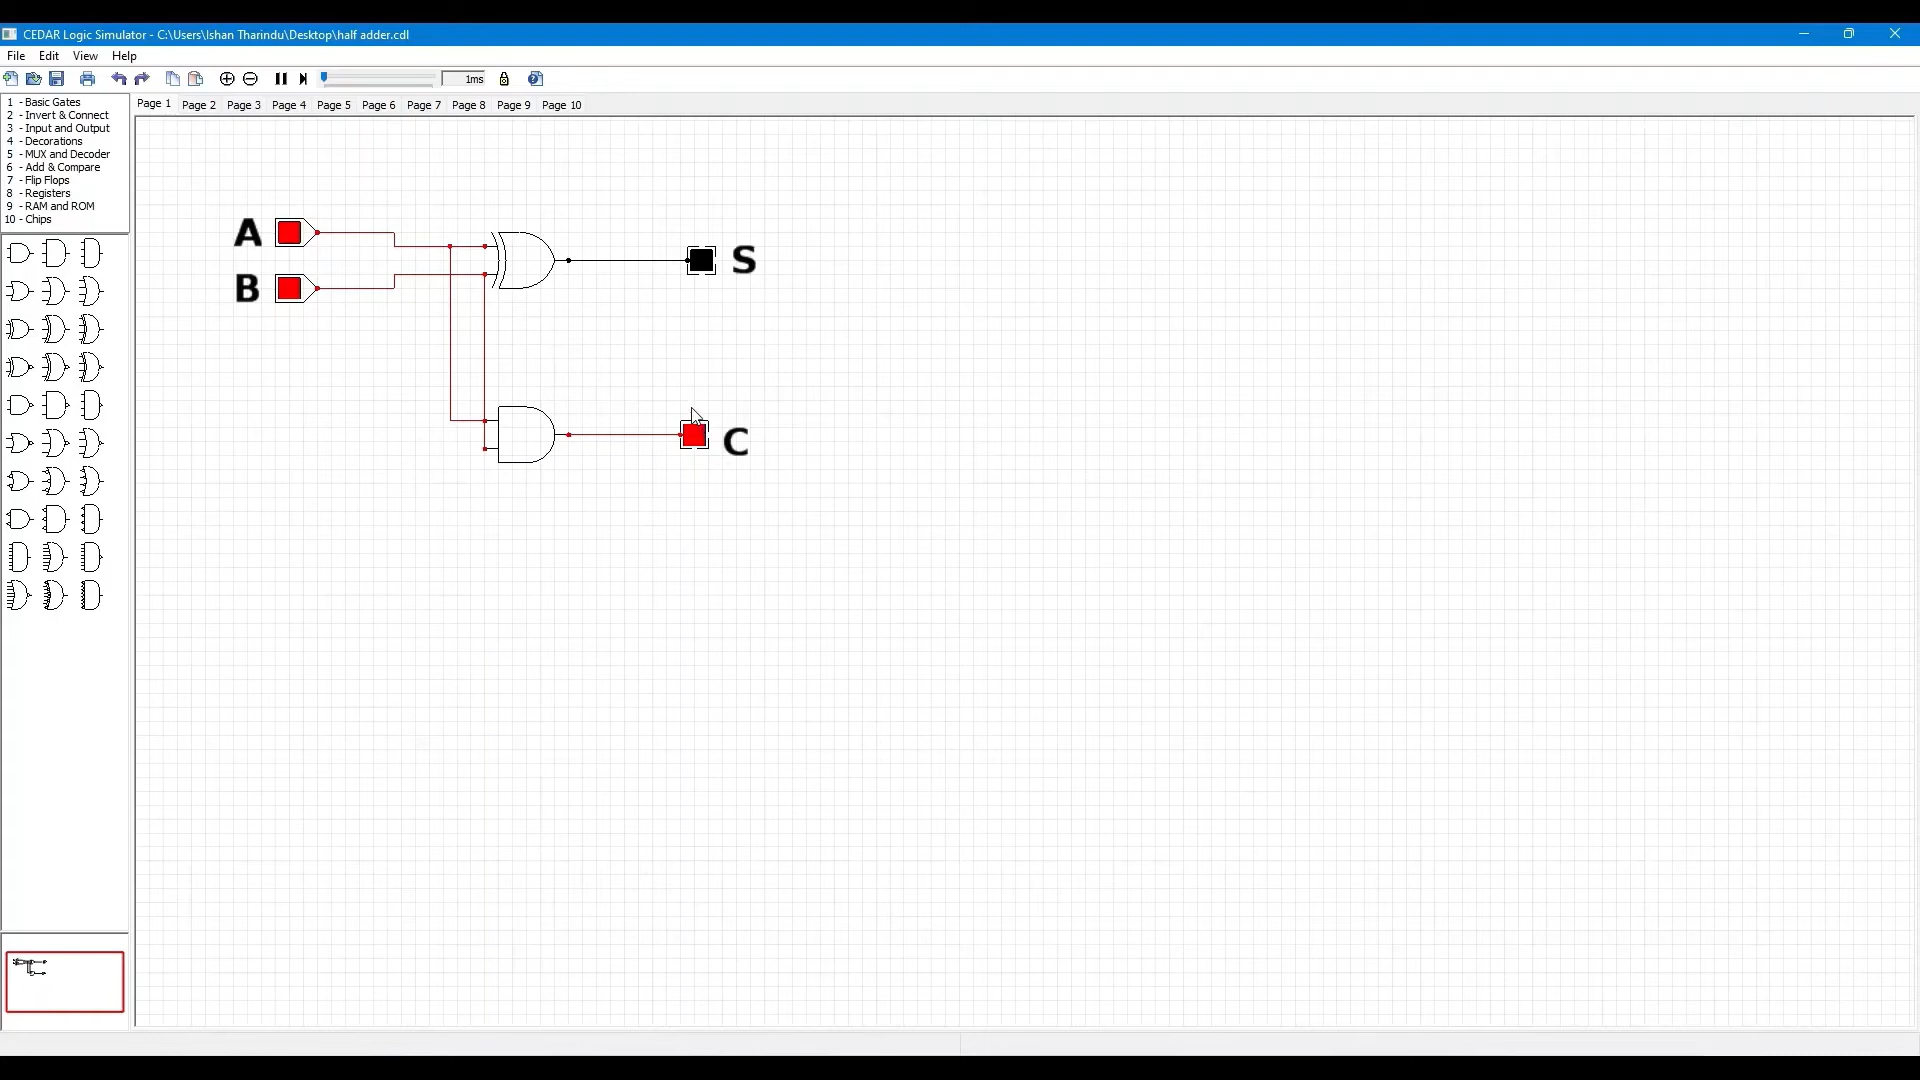 CEDAR Logic Simulator - C:\Users\Ishan Tharindu\Desktop\half adder.cdl
File Edit View Help
1ms
1 - Basic Gates
2 - Invert & Connect
3 - Input and Output
4 - Decorations
5 - MUX and Decoder
6 - Add & Compare
7 - Flip Flops
8 - Registers
9 - RAM and ROM
10 - Chips
Page 1 Page 2 Page 3 Page 4 Page 5 Page 6 Page 7 Page 8 Page 9 Page 10
A
S
B
C